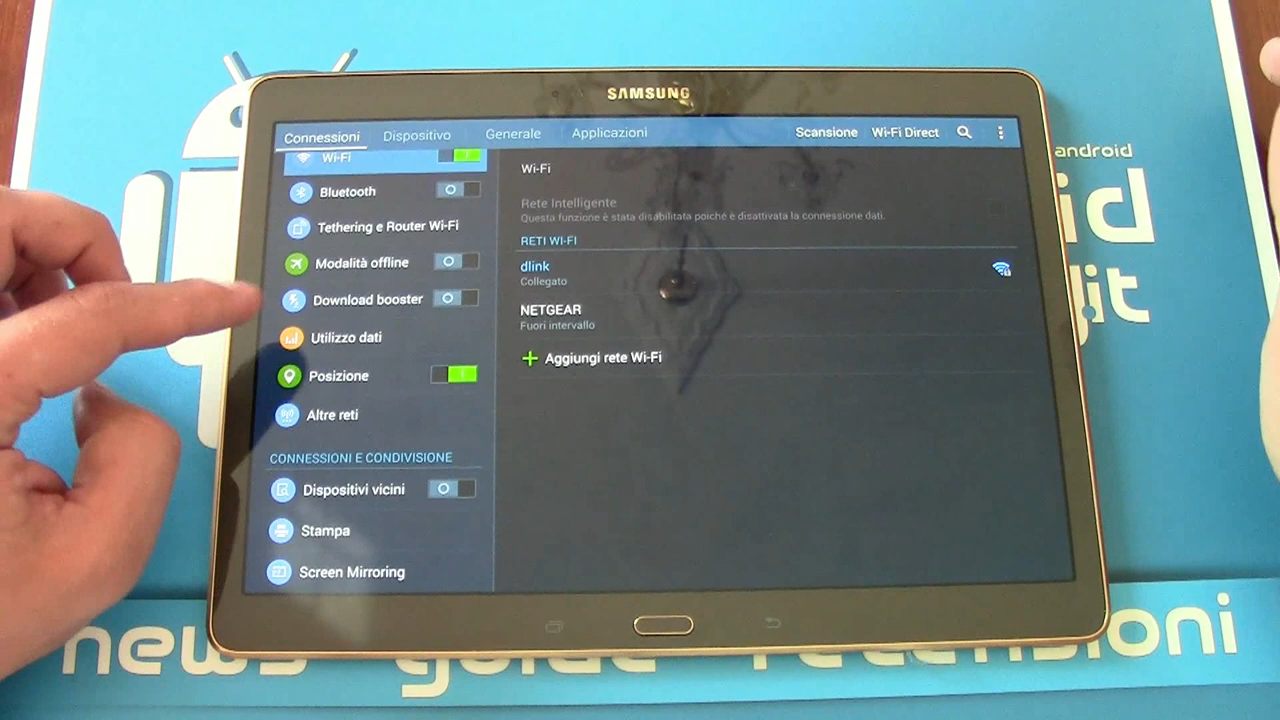 SAMSUNG
Connessioni Dispositivo Generale Applicazioni Scansione Wi-Fi Direct
Wi-Fi
Bluetooth
Tethering e Router Wi-Fi
Modalità offline
Download booster
Utilizzo dati
Posizione
Altre reti
CONNESSIONI E CONDIVISIONE
Dispositivi vicini
Stampa
Screen Mirroring
Wi-Fi
Rete Intelligente
Questa funzione è stata disabilitata poiché è disattivata la connessione dati.
RETI WI-FI
dlink
Collegato
NETGEAR
Fuori intervallo
Aggiungi rete Wi-Fi
android
news guide recensioni